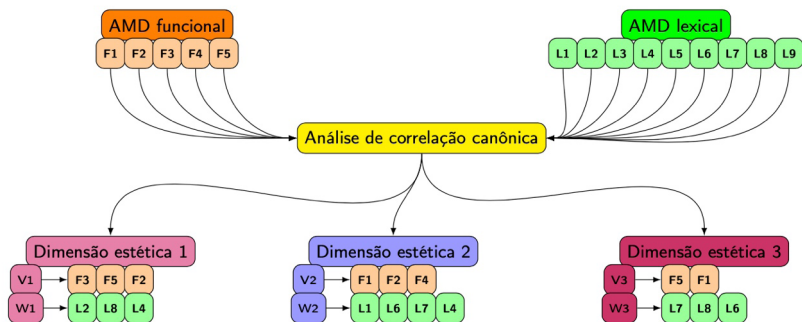 AMD funcional
F1 F2 F3 F4 F5
AMD lexical
L1 L2 L3 L4 L5 L6 L7 L8 L9
Análise de correlação canônica
Dimensão estética 1
V1 F3 F5 F2
W1 L2 L8 L4
Dimensão estética 2
V2 F1 F2 F4
W2 L1 L6 L7 L4
Dimensão estética 3
V3 F5 F1
W3 L7 L8 L6